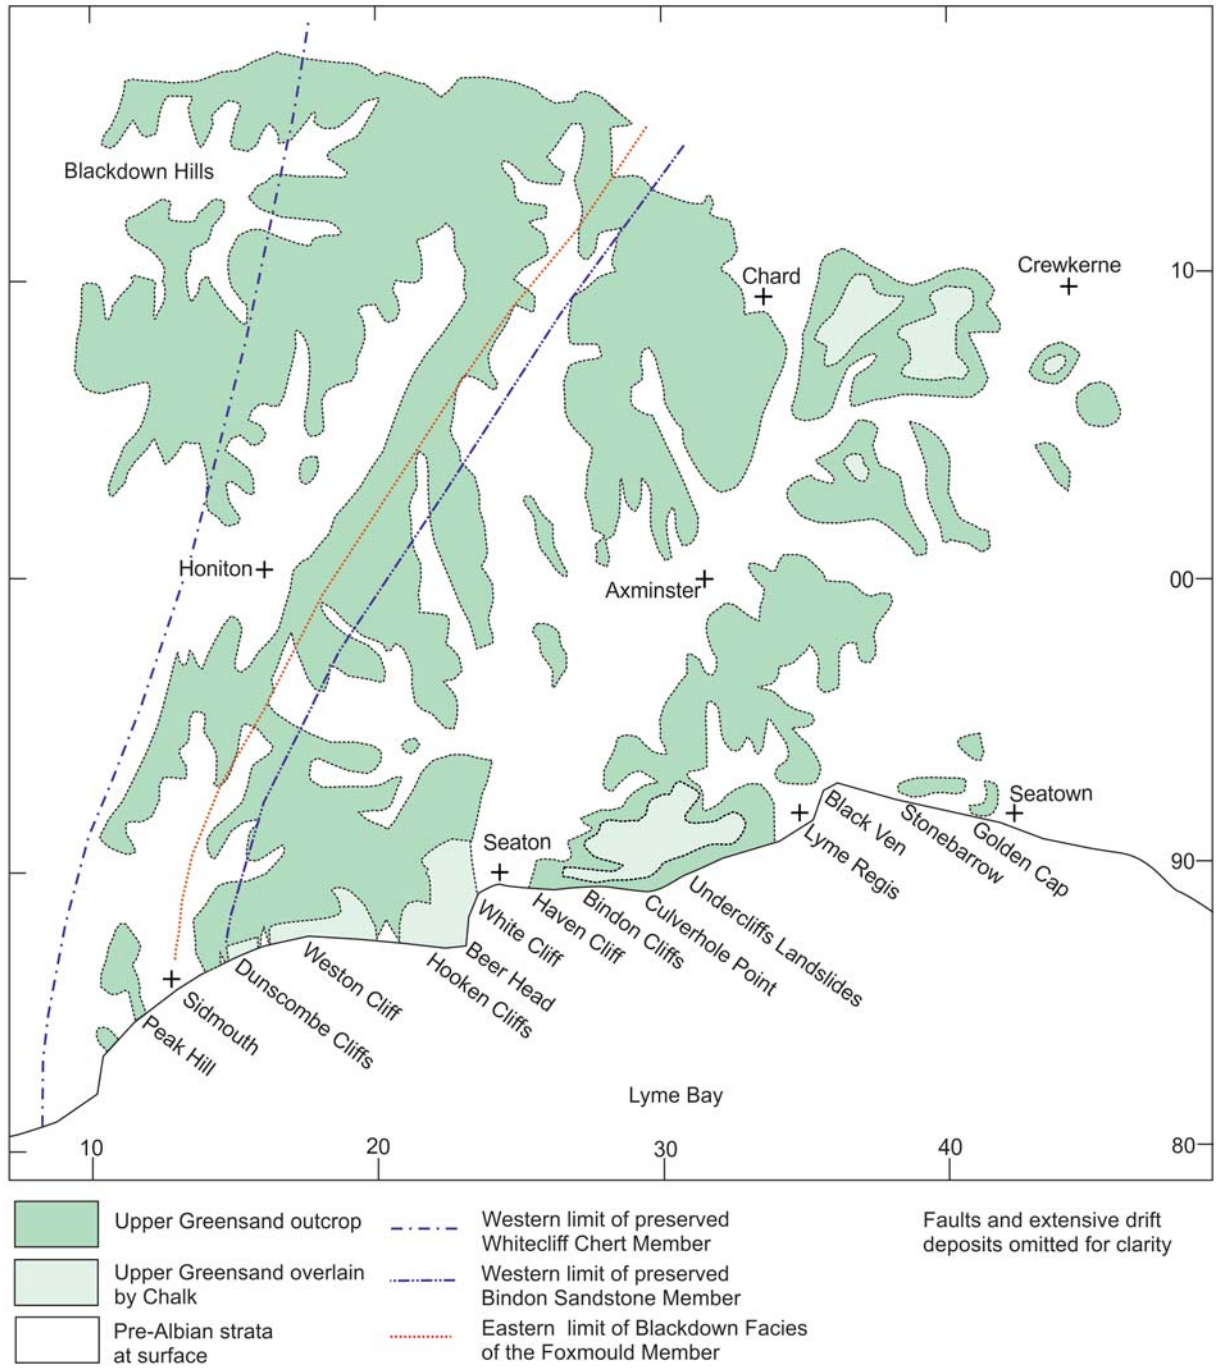 Blackdown Hills
Chard
Crewkerne
10
Honiton
Axminster
00
Seaton
Seatown
Black Ven
Stonebarrow
Golden Cap
Lyme Regis
90
Undercliffs Landslides
Culverhole Point
Bindon Cliffs
Haven Cliff
White Cliff
Beer Head
Hooken Cliffs
Weston Cliff
Dunscombe Cliffs
Sidmouth
Peak Hill
Lyme Bay
10
20
30
40
80
Upper Greensand outcrop
Upper Greensand overlain
by Chalk
Pre-Albian strata
at surface
Western limit of preserved
Whitecliff Chert Member
Western limit of preserved
Bindon Sandstone Member
Eastern limit of Blackdown Facies
of the Foxmould Member
Faults and extensive drift
deposits omitted for clarity